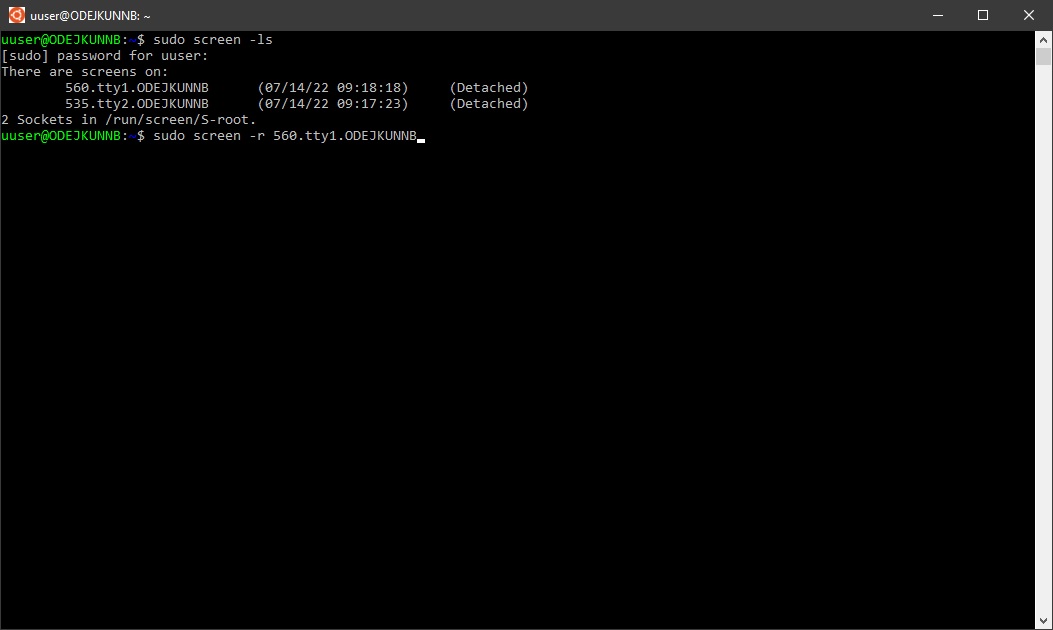 uuser@ODEJKUNNB: ~
uuser@ODEJKUNNB:~$ sudo screen -ls
[sudo] password for uuser:
There are screens on:
        560.tty1.ODEJKUNNB      (07/14/22 09:18:18)     (Detached)
        535.tty2.ODEJKUNNB      (07/14/22 09:17:23)     (Detached)
2 Sockets in /run/screen/S-root.
uuser@ODEJKUNNB:~$ sudo screen -r 560.tty1.ODEJKUNNB